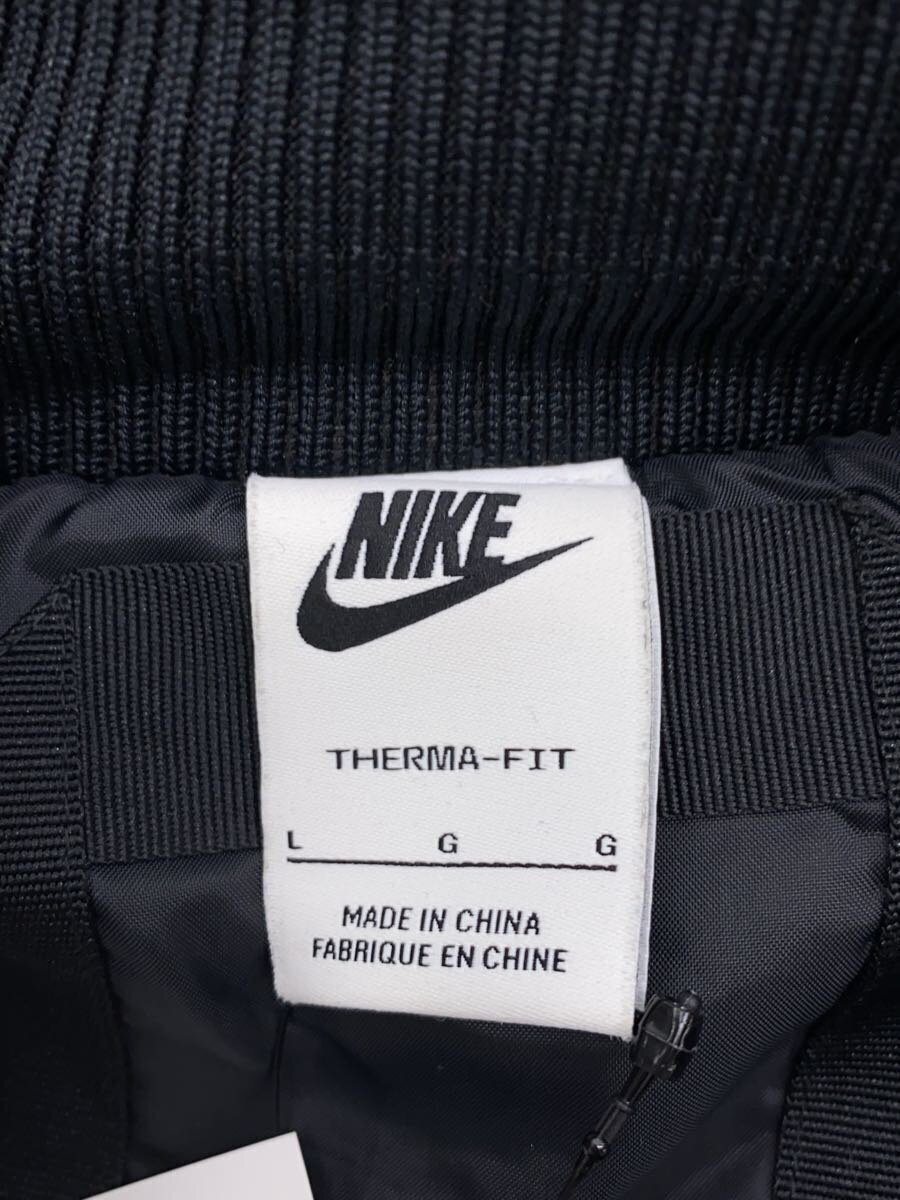 NIKE
THERMA-FIT
L G G
MADE IN CHINA
FABRIQUE EN CHINE